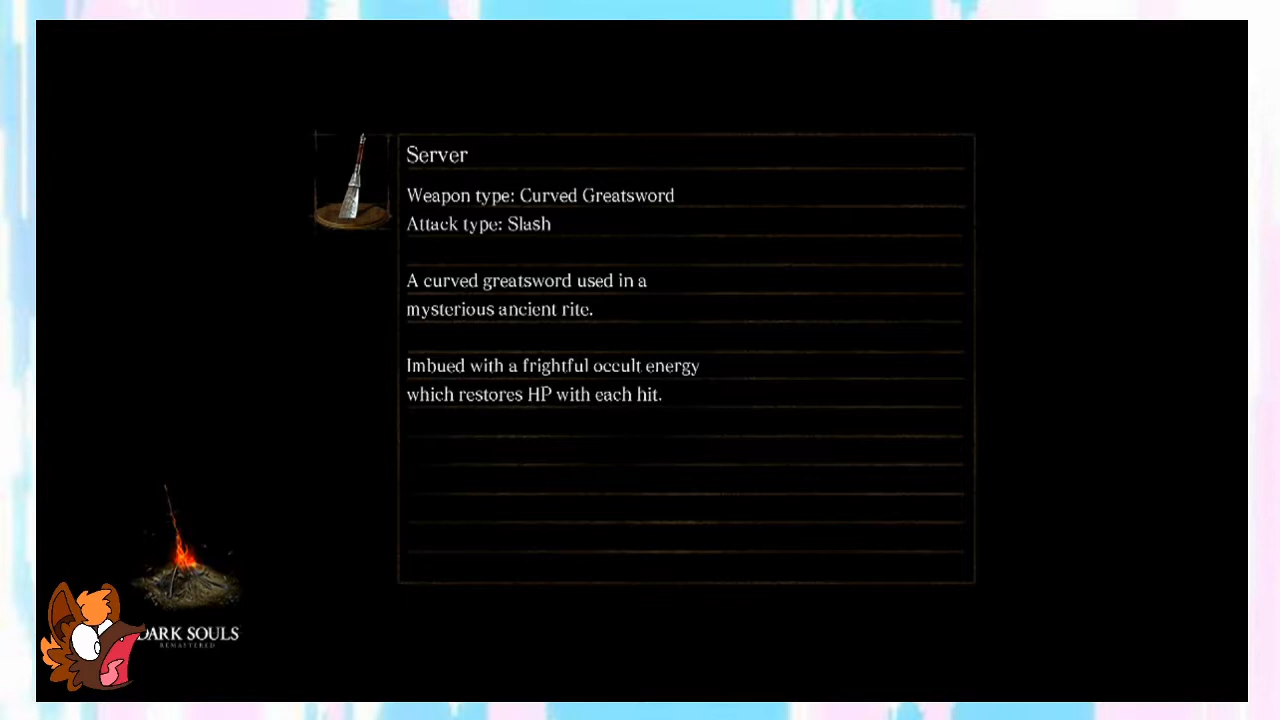 Server
Weapon type: Curved Greatsword
Attack type: Slash
A curved greatsword used in a
mysterious ancient rite.
Imbued with a frightful occult energy
which restores HP with each hit.
DARK SOULS
REMASTERED